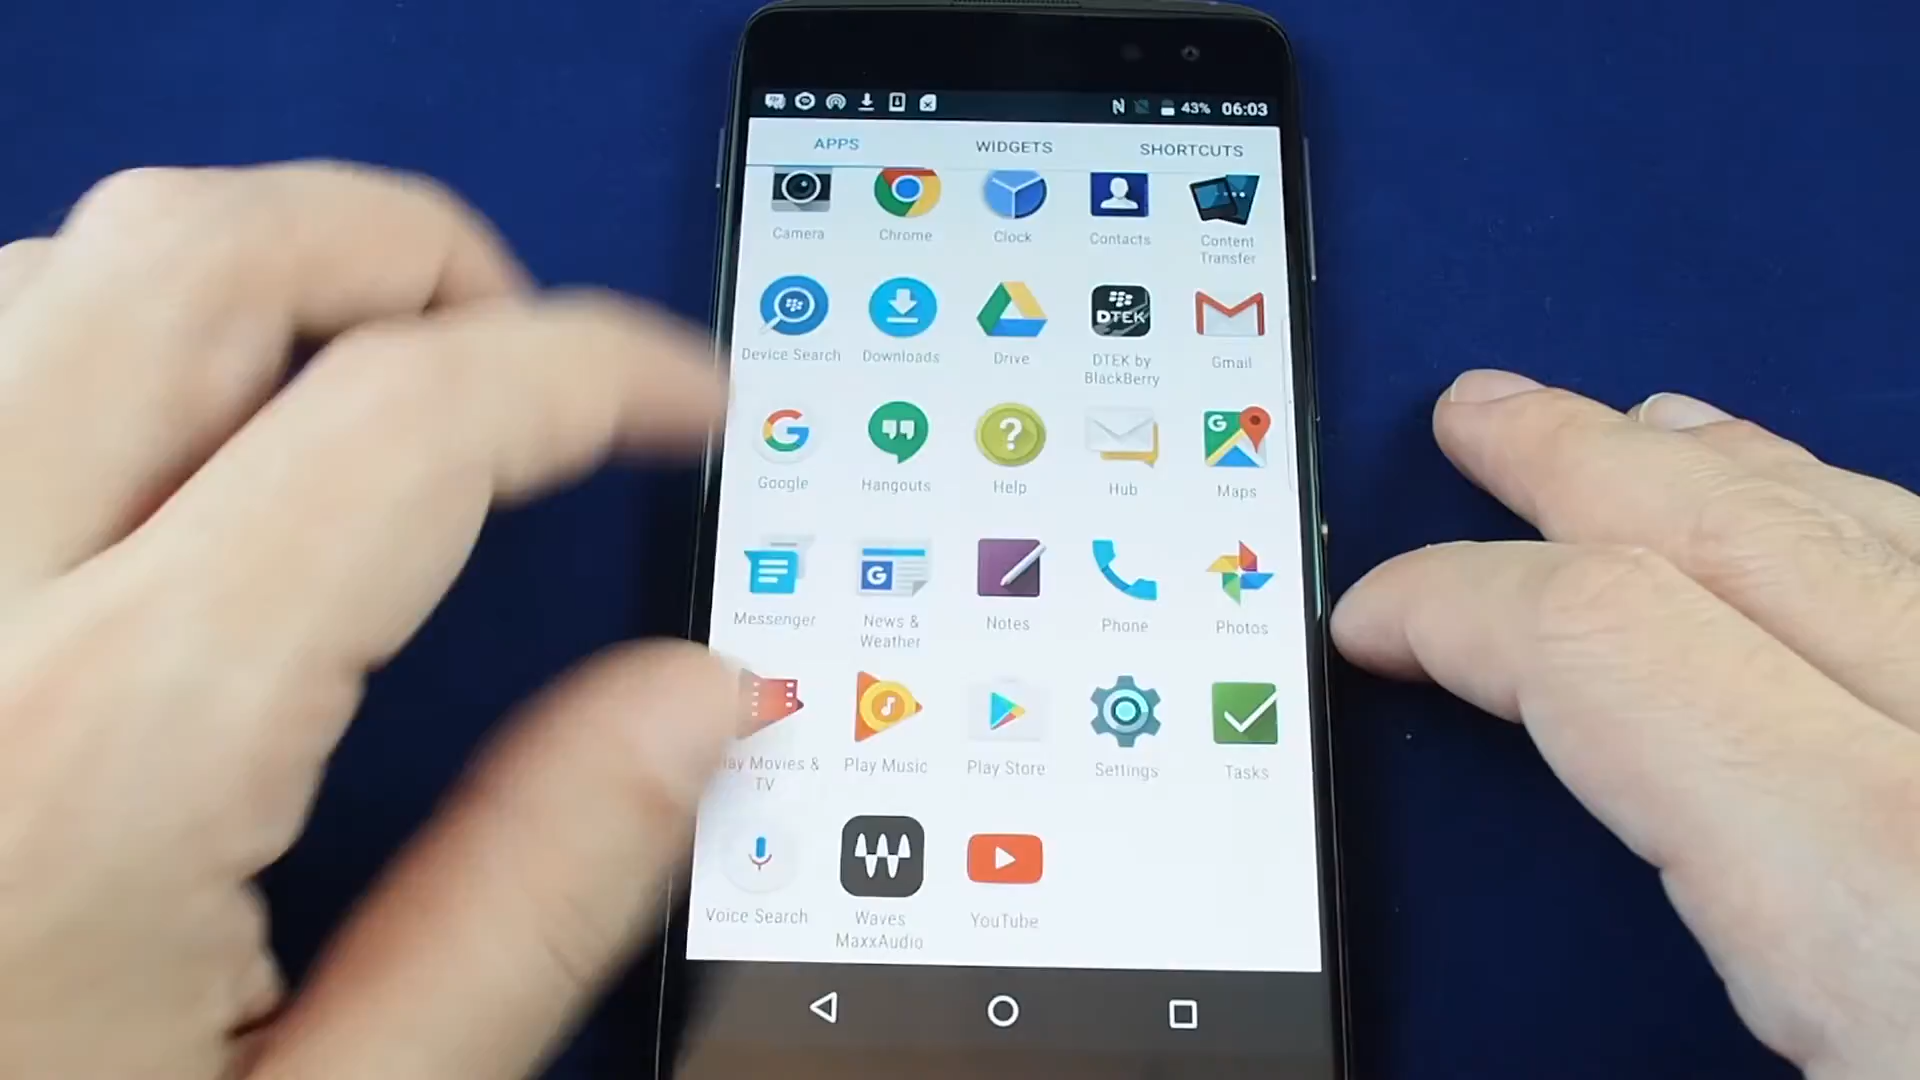 43% 06:03
APPS WIDGETS SHORTCUTS
Camera Chrome Clock Contacts Content
Transfer
DTEK
Device Search Downloads Drive DTEK by Gmail
BlackBerry
G
Google Hangouts Help Hub Maps
G
Messenger News & Notes Phone Photos
Weather
lay Movies & Play Music Play Store Settings Tasks
TV
Voice Search Waves YouTube
MaxxAudio